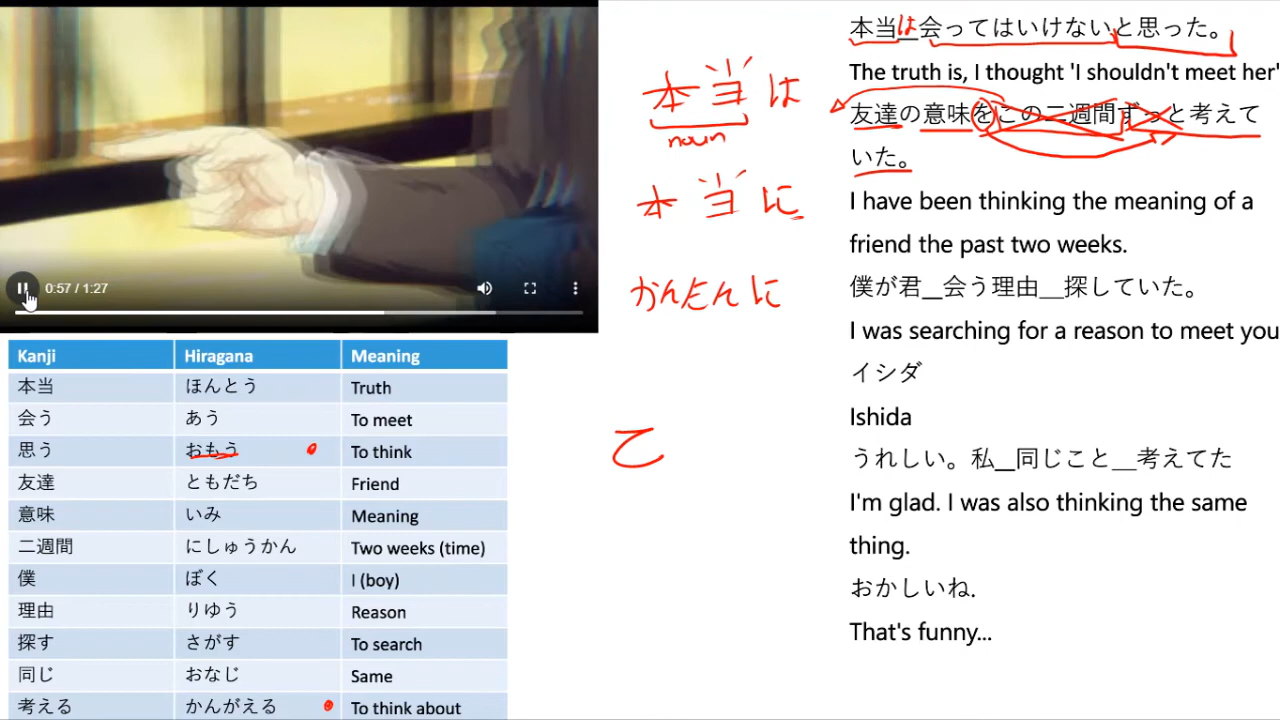 0:57 / 1:27
Kanji Hiragana Meaning
本当 ほんとう Truth
会う あう To meet
思う おもう To think
友達 ともだち Friend
意味 いみ Meaning
二週間 にしゅうかん Two weeks (time)
僕 ぼく I (boy)
理由 りゆう Reason
探す さがす To search
同じ おなじ Same
考える かんがえる To think about
本当は
noun
本当に
かんたんに
て
本当は会ってはいけないと思った。
The truth is, I thought 'I shouldn't meet her'
友達の意味をこの二週間ずっと考えて
いた。
I have been thinking the meaning of a
friend the past two weeks.
僕が君__会う理由__探していた。
I was searching for a reason to meet you
イシダ
Ishida
うれしい。私__同じこと__考えてた
I'm glad. I was also thinking the same
thing.
おかしいね.
That's funny...